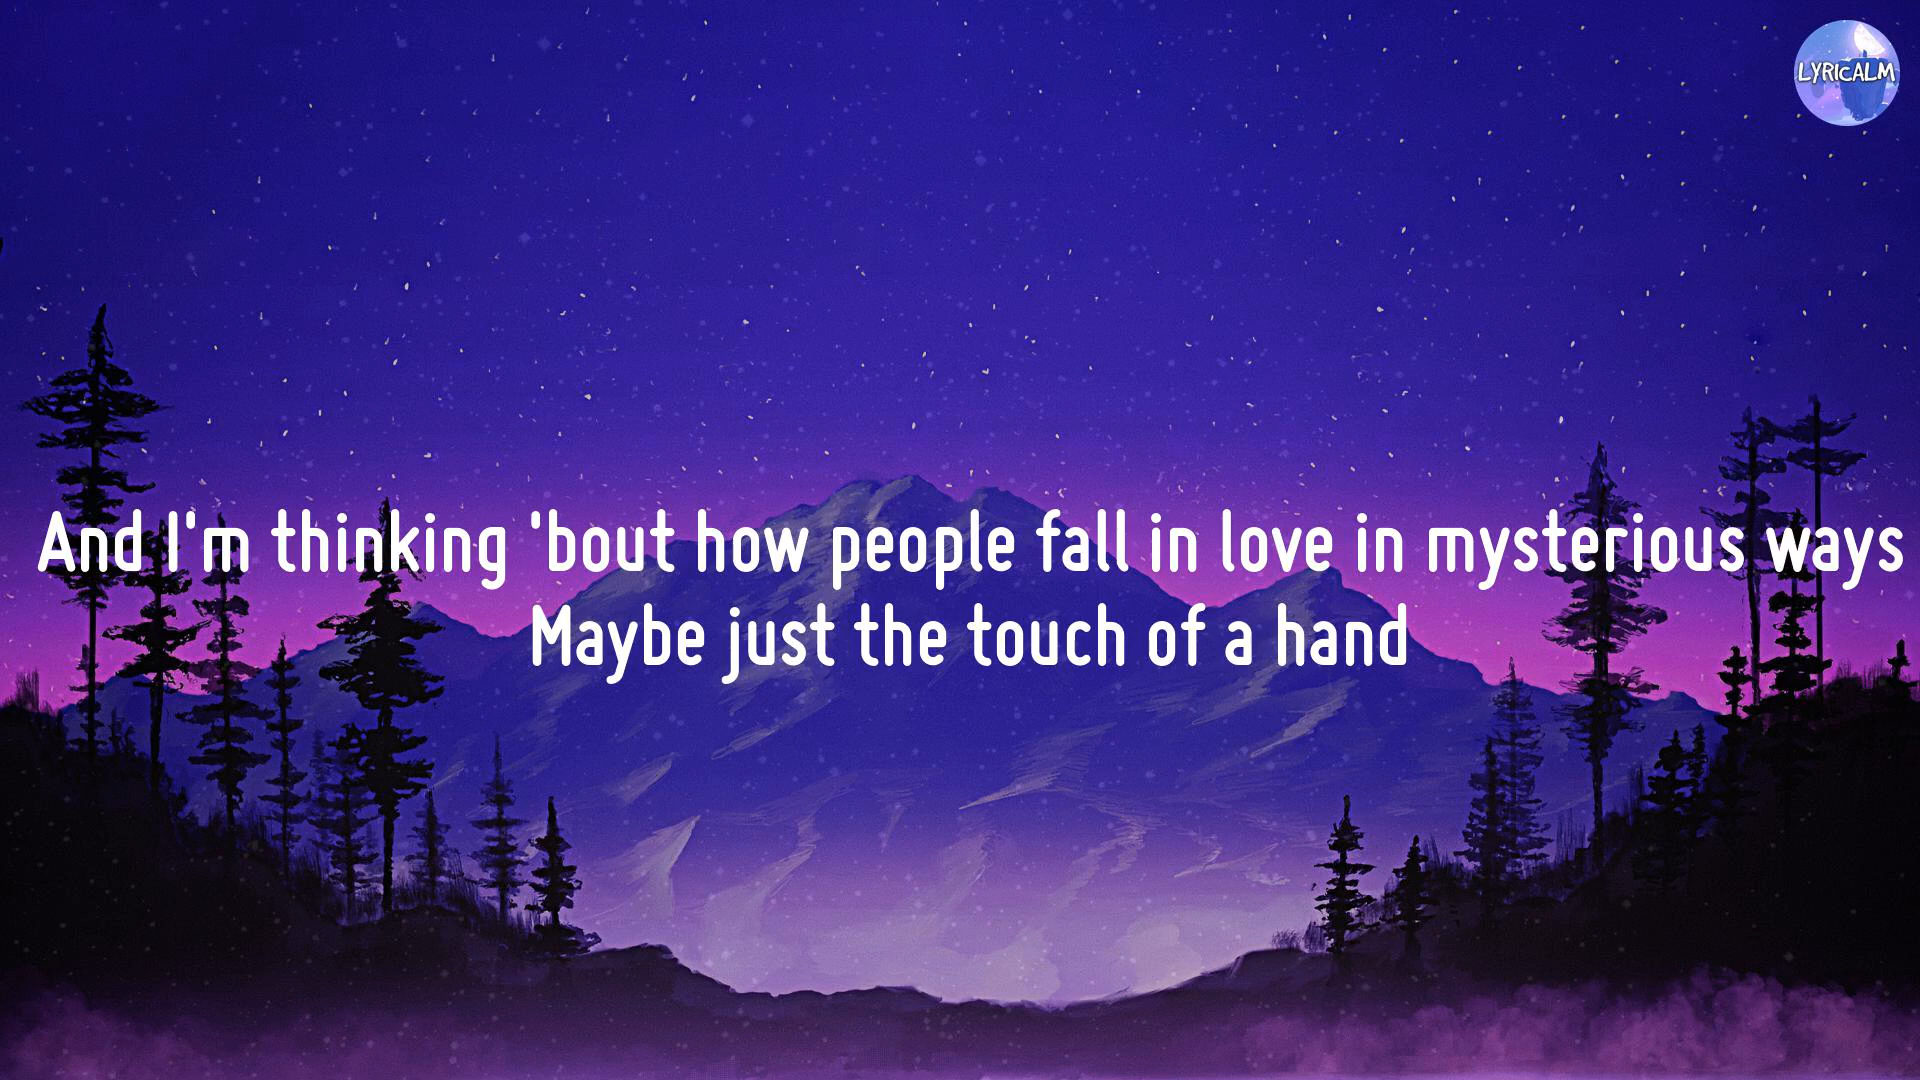 LYRICALM
And I'm thinking 'bout how people fall in love in mysterious ways
Maybe just the touch of a hand